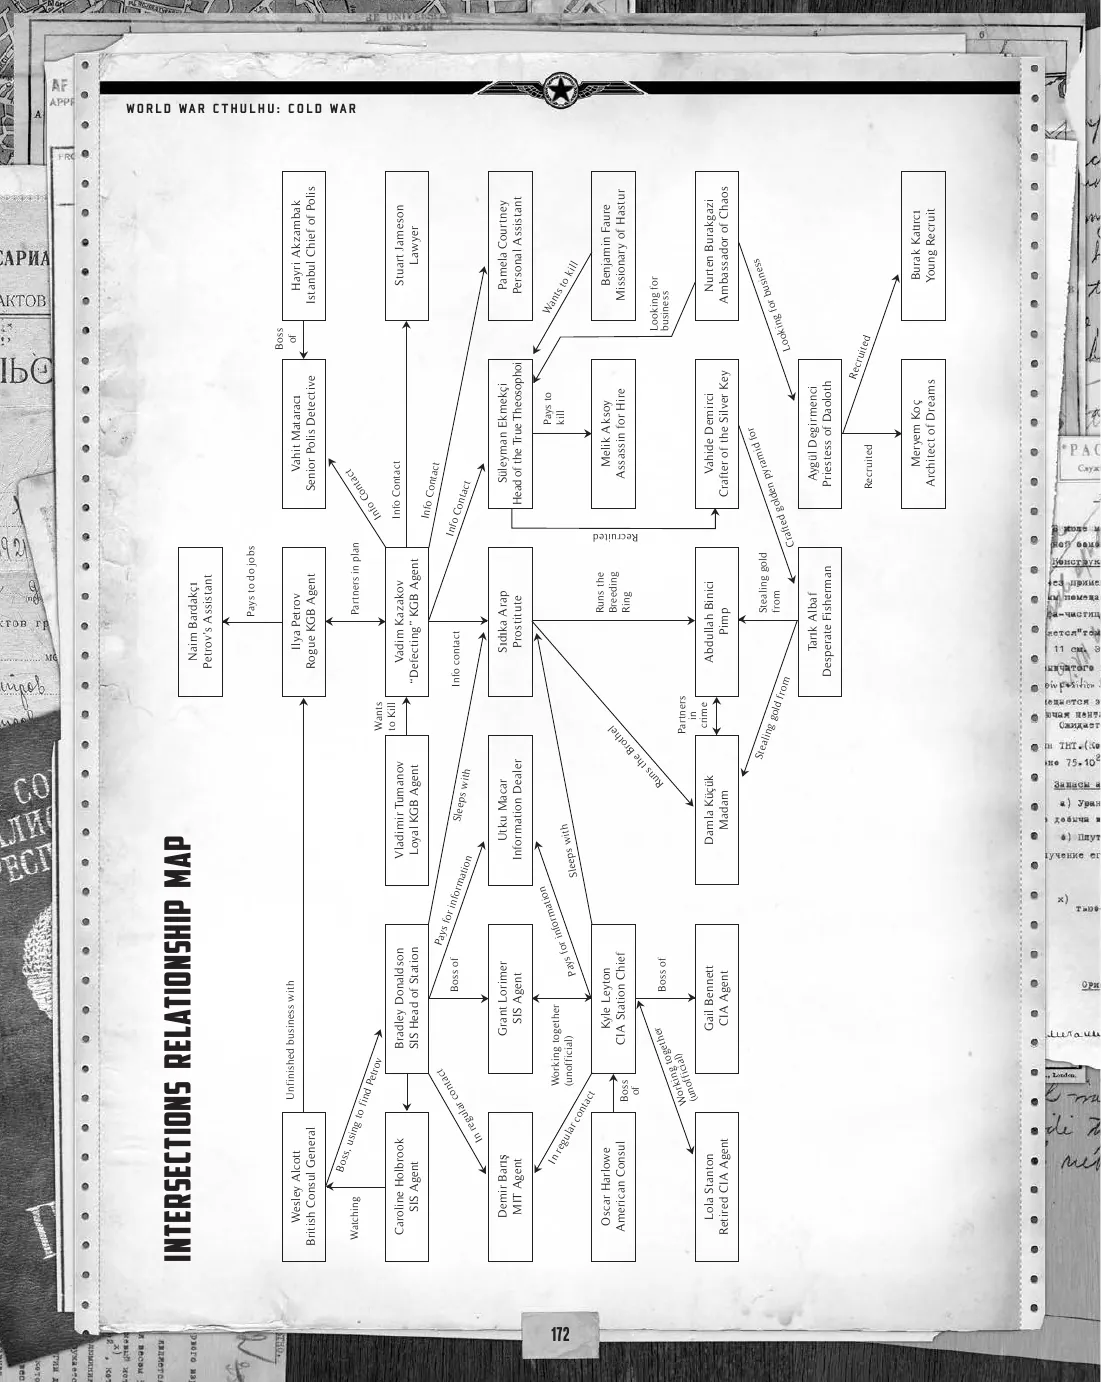 WORLD WAR CTHULHU: COLD WAR
INTERSECTIONS RELATIONSHIP MAP
Naim Bardakçı
Petrov's Assistant
Pays to do jobs
Hayri Akzambak
Istanbul Chief of Polis
Boss
of
Vahit Mataracı
Senior Polis Detective
Ilya Petrov
Rogue KGB Agent
Partners in plan
Unfinished business with
Wesley Alcott
British Consul General
Boss, using to find Petrov
Watching
Stuart Jameson
Lawyer
Info Contact
Info Contact
Info Contact
Info Contact
Vadim Kazakov
"Defecting" KGB Agent
Wants
to Kill
Vladimir Tumanov
Loyal KGB Agent
Bradley Donaldson
SIS Head of Station
Caroline Holbrook
SIS Agent
Info contact
Sleeps with
Pays for information
Boss of
In regular contact
Pamela Courtney
Personal Assistant
Süleyman Ekmekçi
Head of the True Theosophoi
Sıdıka Arap
Prostitute
Utku Macar
Information Dealer
Grant Lorimer
SIS Agent
Demir Barış
MIT Agent
Wants to kill
Pays to
kill
Recruited
Runs the
Breeding
Ring
Runs the Brothel
Sleeps with
Pays for information
Working together
(unofficial)
In regular contact
Benjamin Faure
Missionary of Hastur
Melik Aksoy
Assassin for Hire
Kyle Leyton
CIA Station Chief
Boss
of
Oscar Harlowe
American Consul
Looking for
business
Boss of
Working together
(unofficial)
Nurten Burakgazi
Ambassador of Chaos
Vahide Demirci
Crafter of the Silver Key
Abdullah Binici
Pimp
Partners
in
crime
Damla Küçük
Madam
Gail Bennett
CIA Agent
Lola Stanton
Retired CIA Agent
Looking for business
Crafted golden pyramid for
Stealing gold
from
Stealing gold from
Aygül Degirmenci
Priestess of Daoloth
Tarık Albaf
Desperate Fisherman
Recruited
Recruited
Burak Katırcı
Young Recruit
Meryem Koç
Architect of Dreams
172